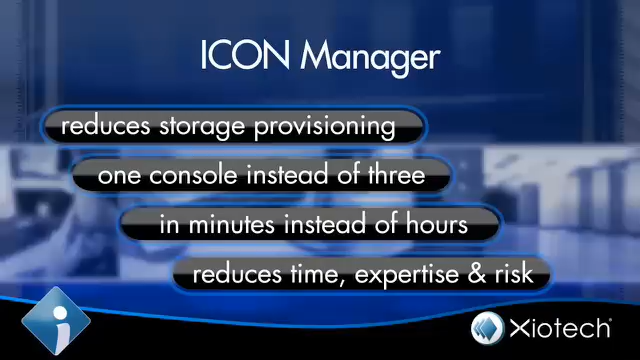 ICON Manager
reduces storage provisioning
one console instead of three
in minutes instead of hours
reduces time, expertise & risk
i
Xiotech